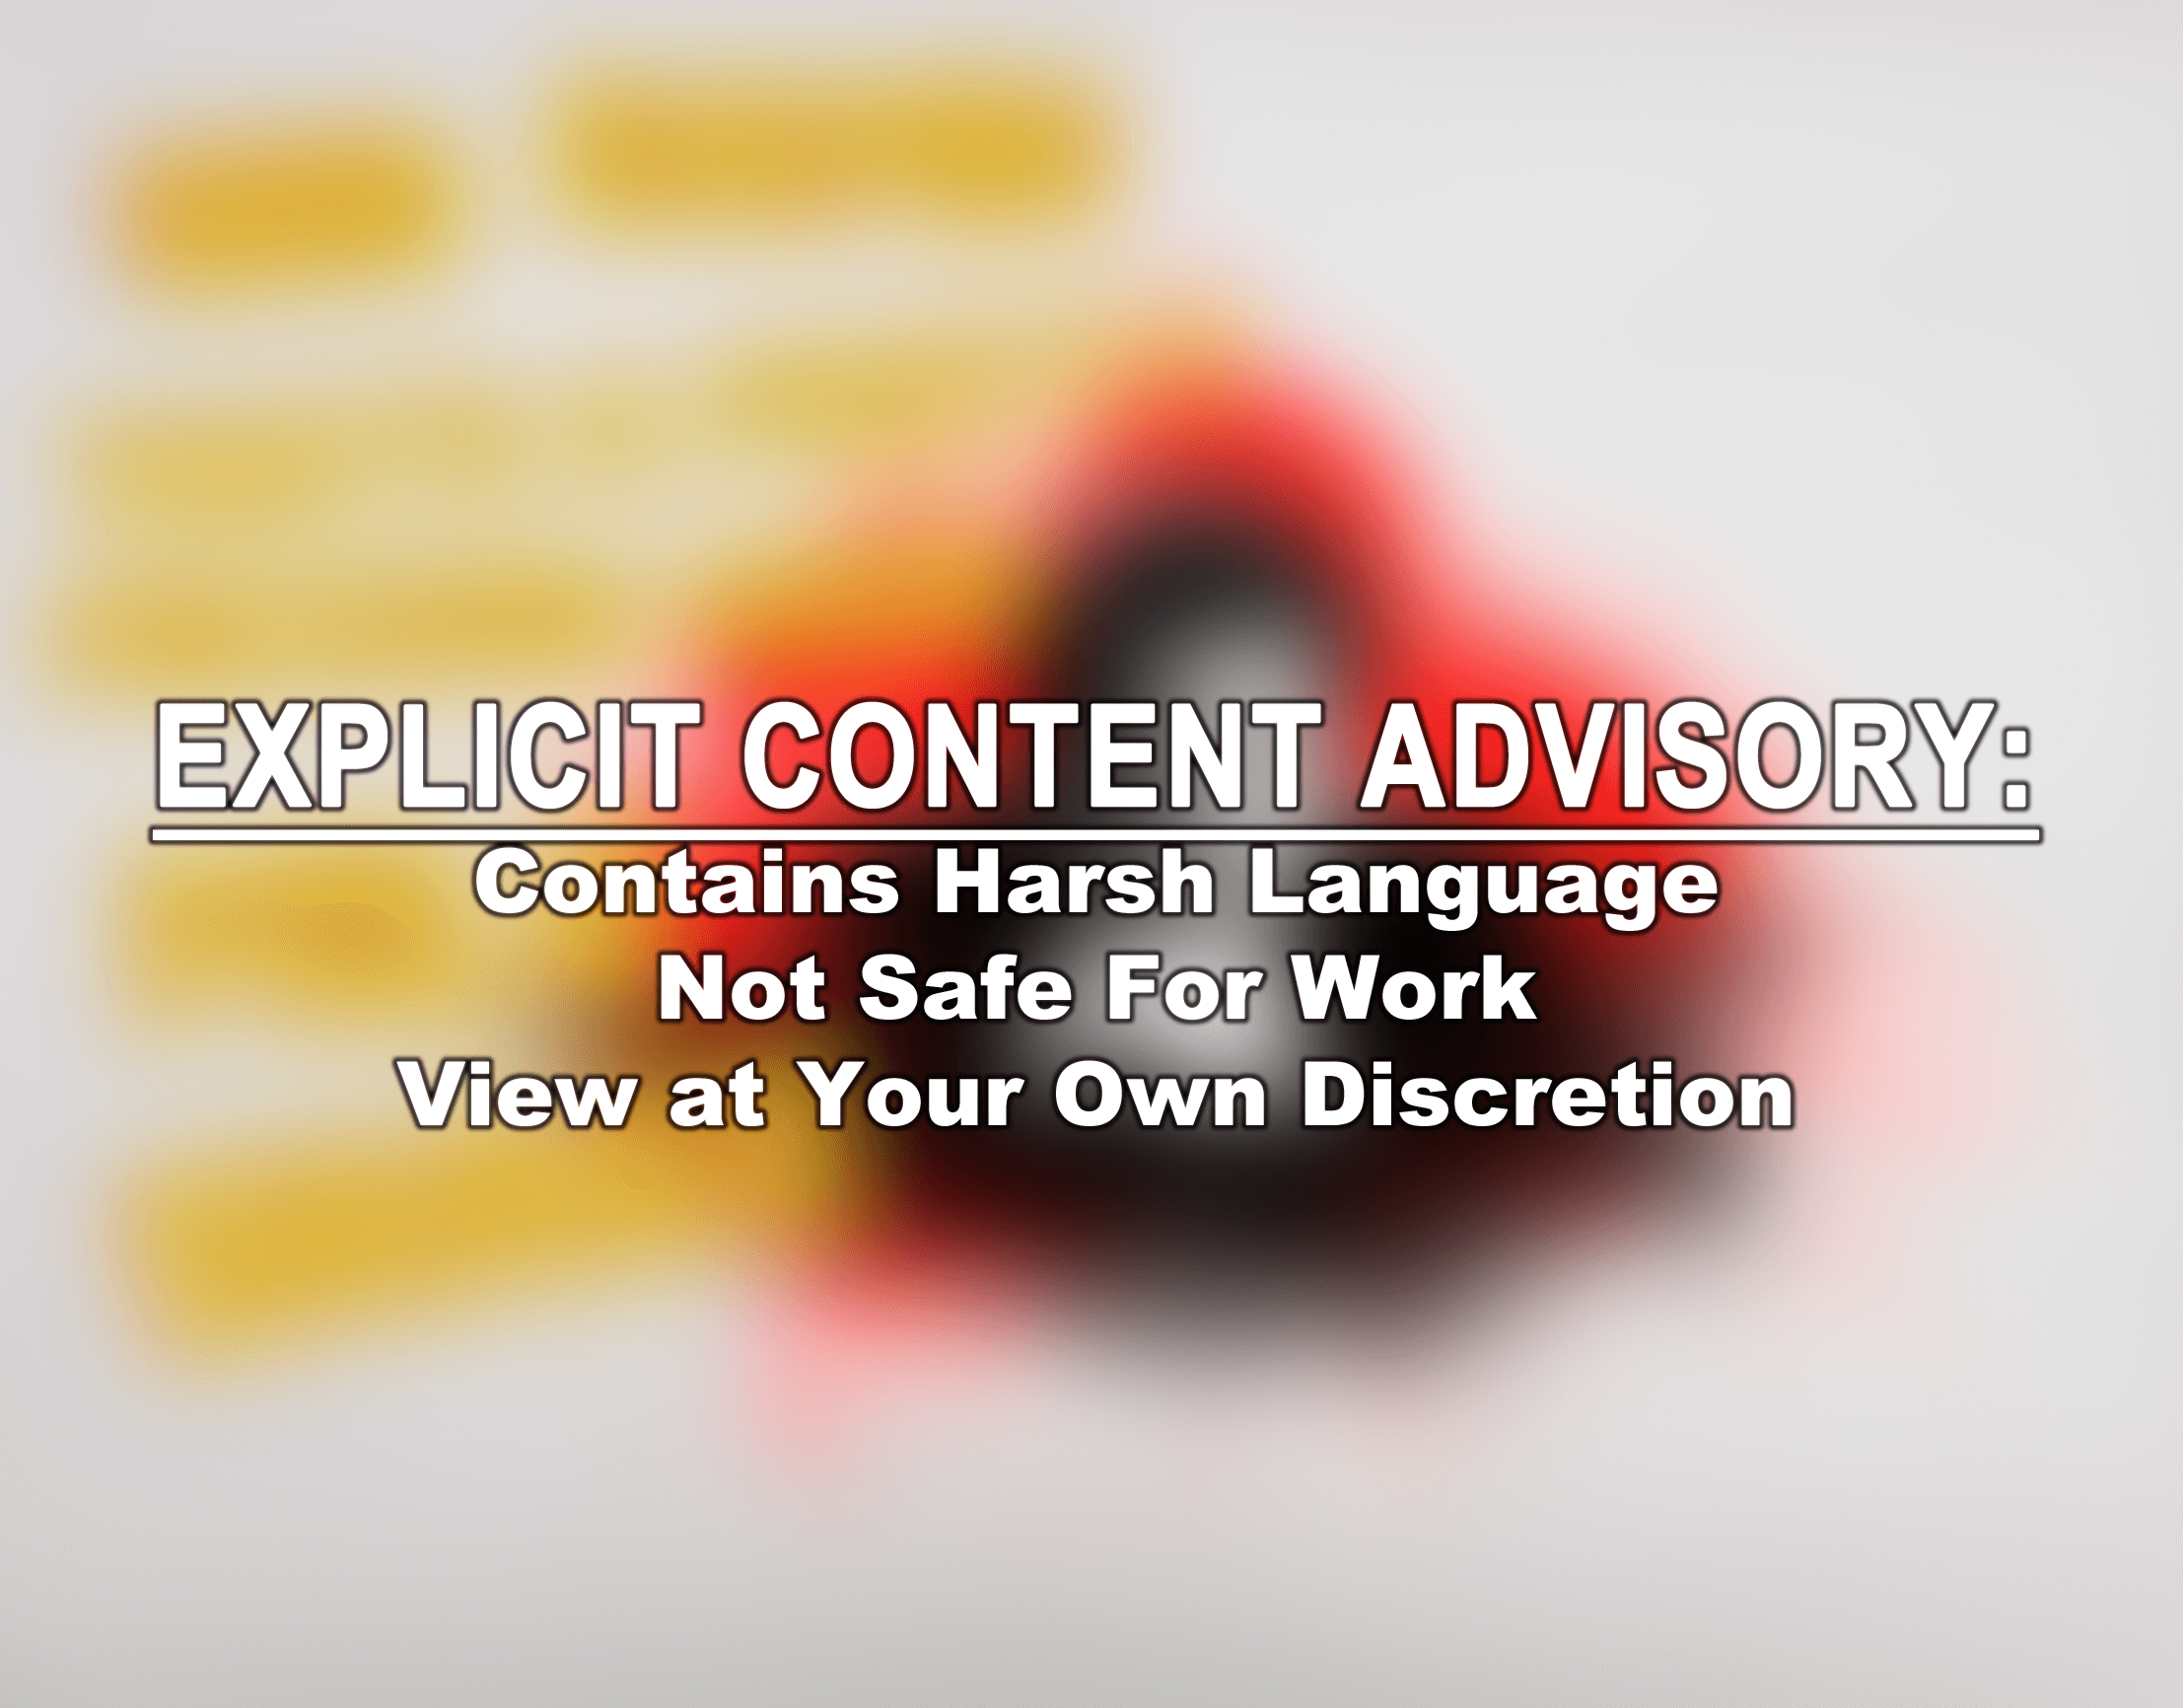 EXPLICIT CONTENT ADVISORY:
Contains Harsh Language
Not Safe For Work
View at Your Own Discretion